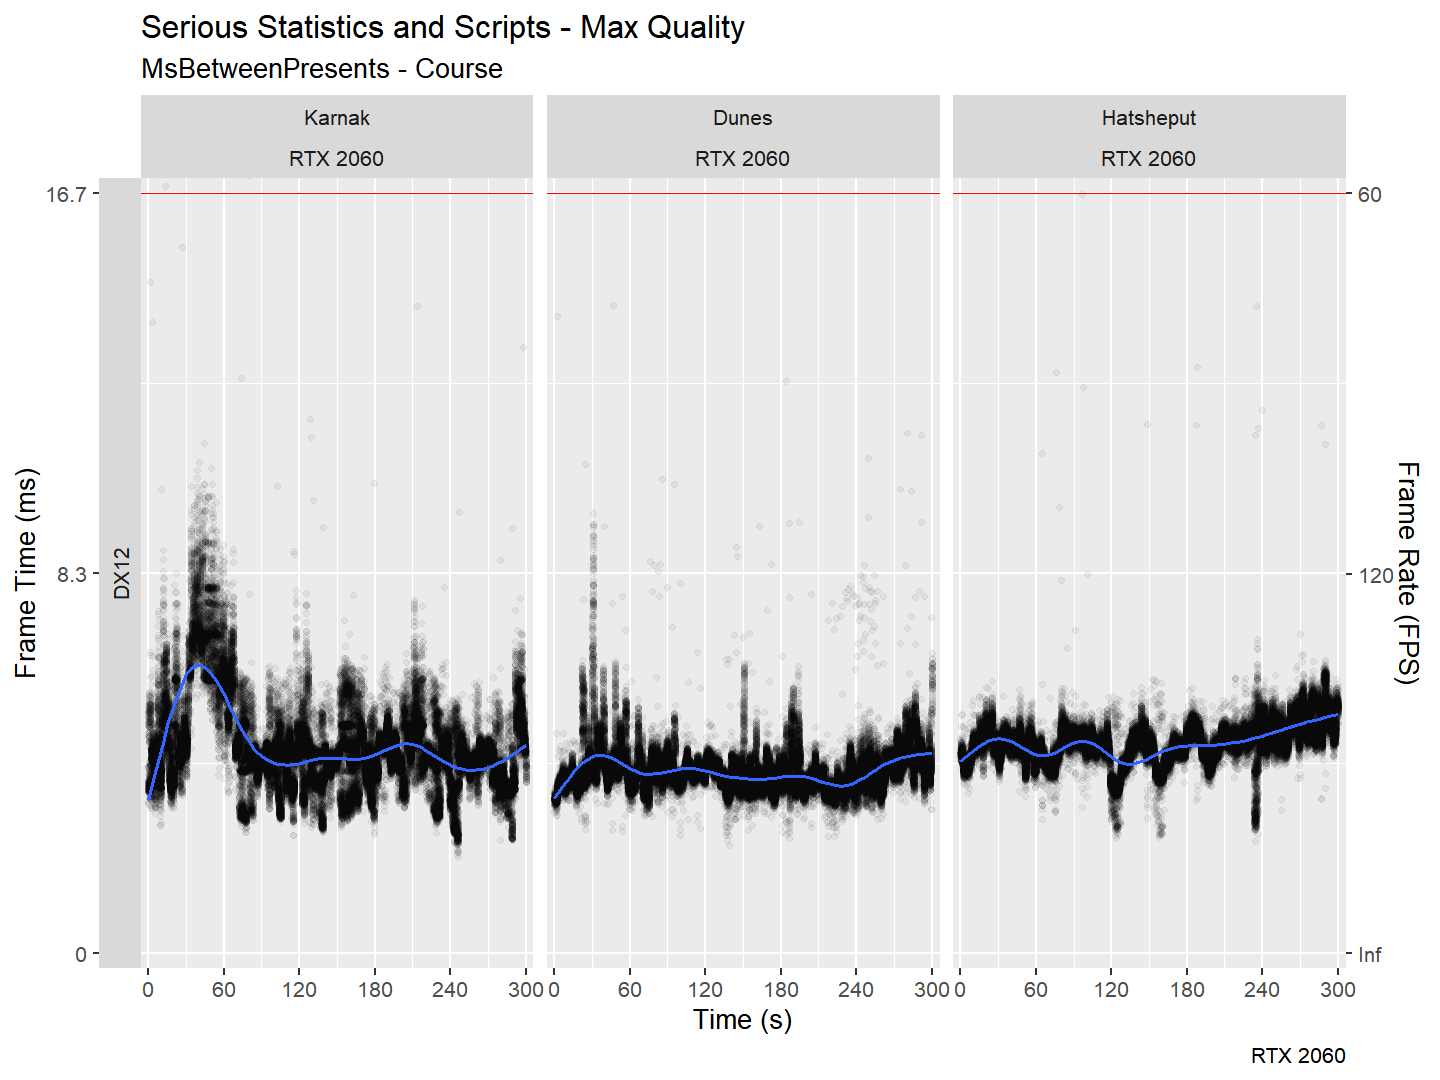 Serious Statistics and Scripts - Max Quality
MsBetweenPresents - Course
Karnak
Dunes
Hatsheput
RTX 2060
RTX 2060
RTX 2060
16.7
8.3
0
Frame Time (ms)
DX12
60
120
Inf
Frame Rate (FPS)
0 60 120 180 240 300
0 60 120 180 240 300
0 60 120 180 240 300
Time (s)
RTX 2060